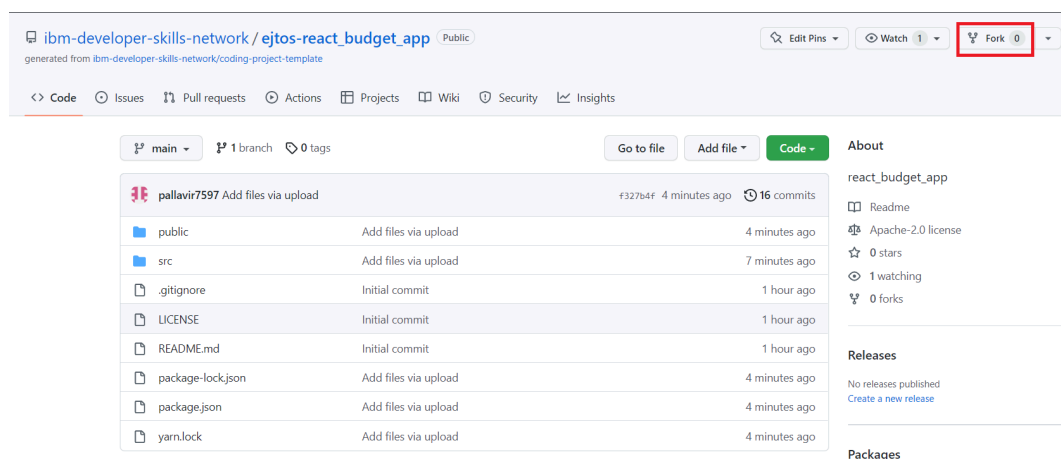 ibm-developer-skills-network / ejtos-react_budget_app Public
Edit Pins Watch 1 Fork 0
generated from ibm-developer-skills-network/coding-project-template
<> Code Issues Pull requests Actions Projects Wiki Security Insights
main 1 branch 0 tags Go to file Add file Code
pallavir7597 Add files via upload f327b4f 4 minutes ago 16 commits
public Add files via upload 4 minutes ago
src Add files via upload 7 minutes ago
.gitignore Initial commit 1 hour ago
LICENSE Initial commit 1 hour ago
README.md Initial commit 1 hour ago
package-lock.json Add files via upload 4 minutes ago
package.json Add files via upload 4 minutes ago
yarn.lock Add files via upload 4 minutes ago
About
react_budget_app
Readme
Apache-2.0 license
0 stars
1 watching
0 forks
Releases
No releases published
Create a new release
Packages